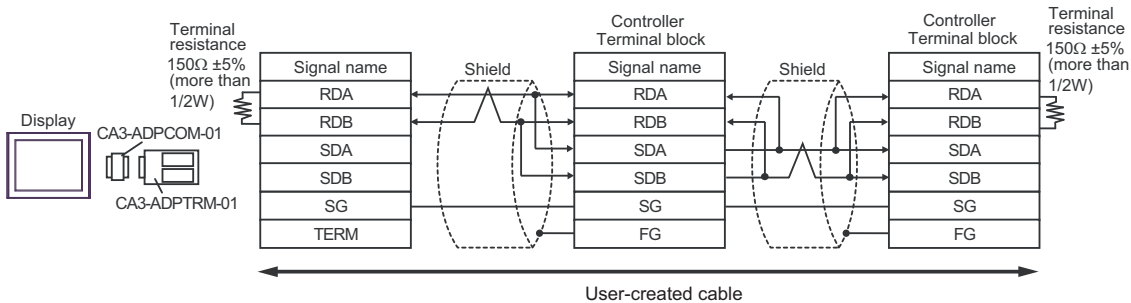 Terminal
resistance
150Ω ±5%
(more than
1/2W)
Display
CA3-ADPCOM-01
CA3-ADPTRM-01
Signal name
RDA
RDB
SDA
SDB
SG
TERM
Shield
Controller
Terminal block
Signal name
RDA
RDB
SDA
SDB
SG
FG
Shield
Controller
Terminal block
Signal name
RDA
RDB
SDA
SDB
SG
FG
Terminal
resistance
150Ω ±5%
(more than
1/2W)
User-created cable